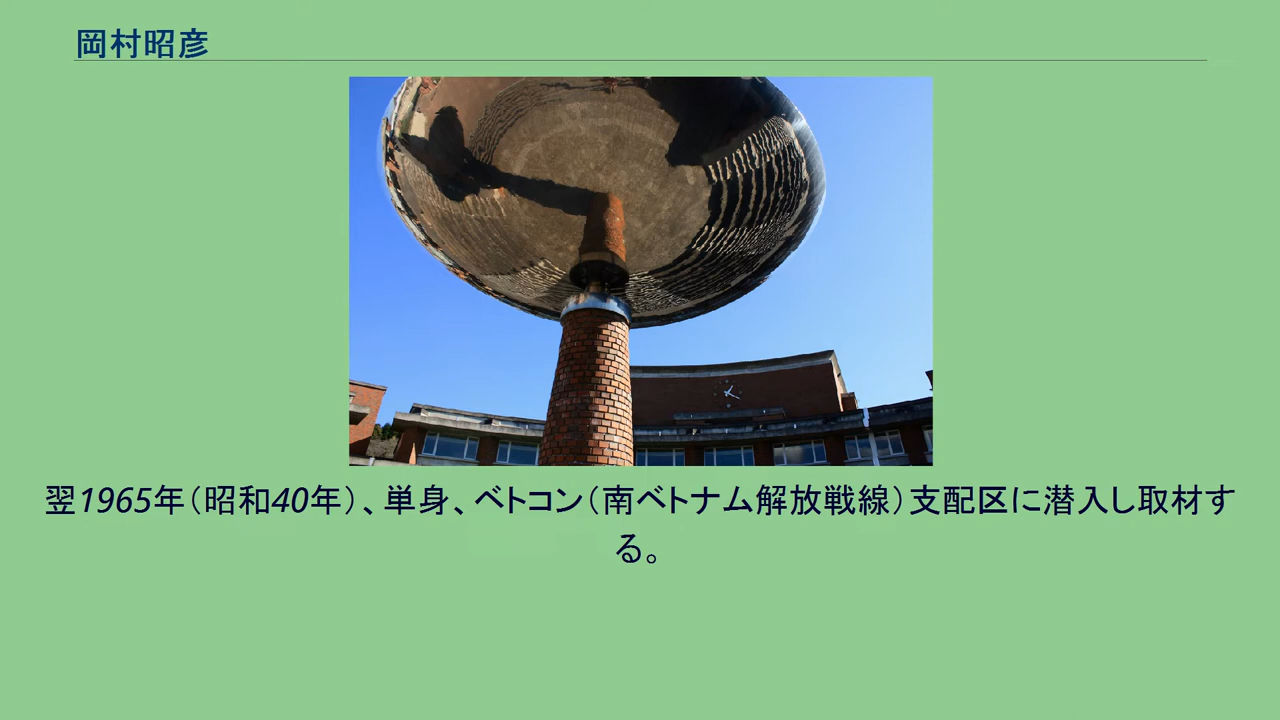 岡村昭彦
翌1965年（昭和40年）、単身、ベトコン（南ベトナム解放戦線）支配区に潜入し取材す
る。